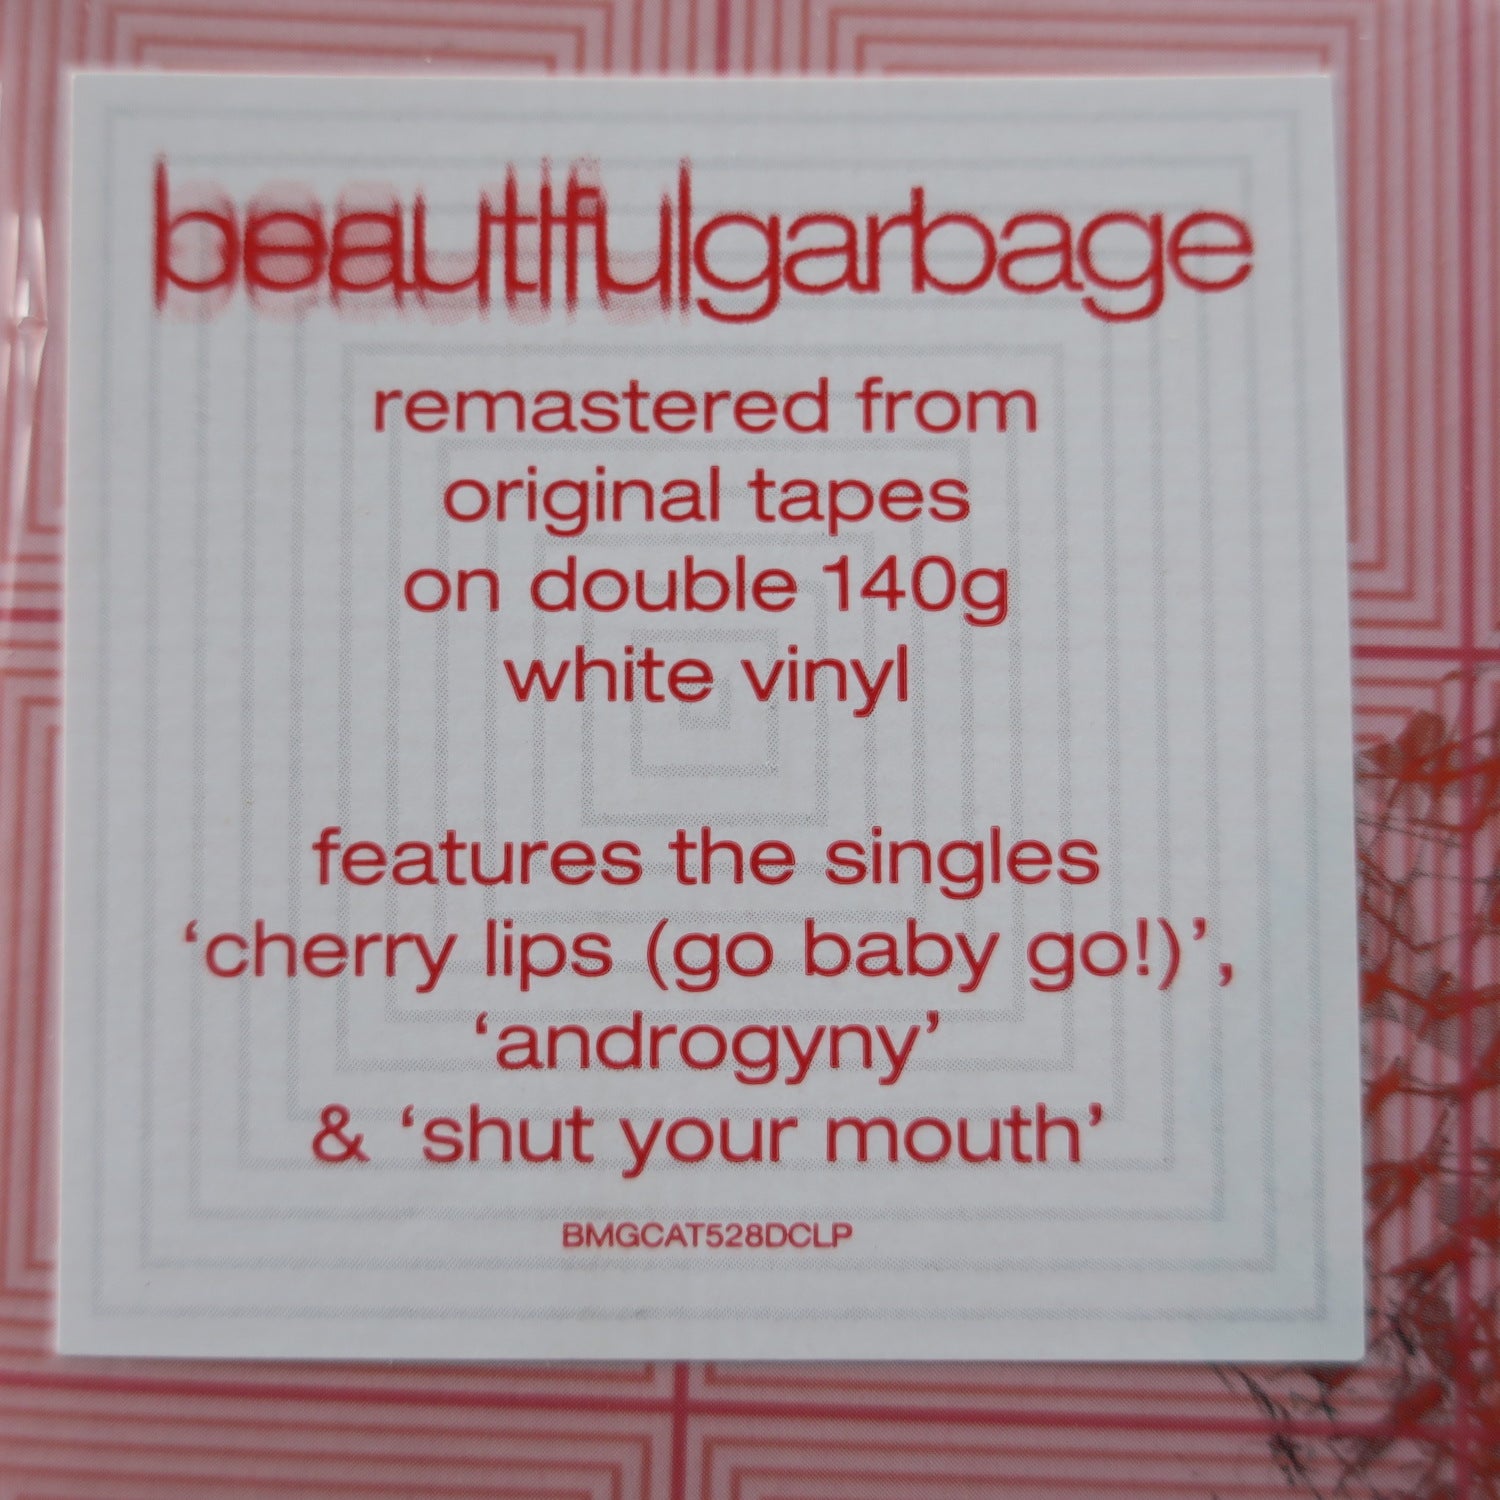 beautifulgarbage
remastered from
original tapes
on double 140g
white vinyl
features the singles
‘cherry lips (go baby go!)’,
‘androgyny’
& ‘shut your mouth’
BMGCAT528DCLP